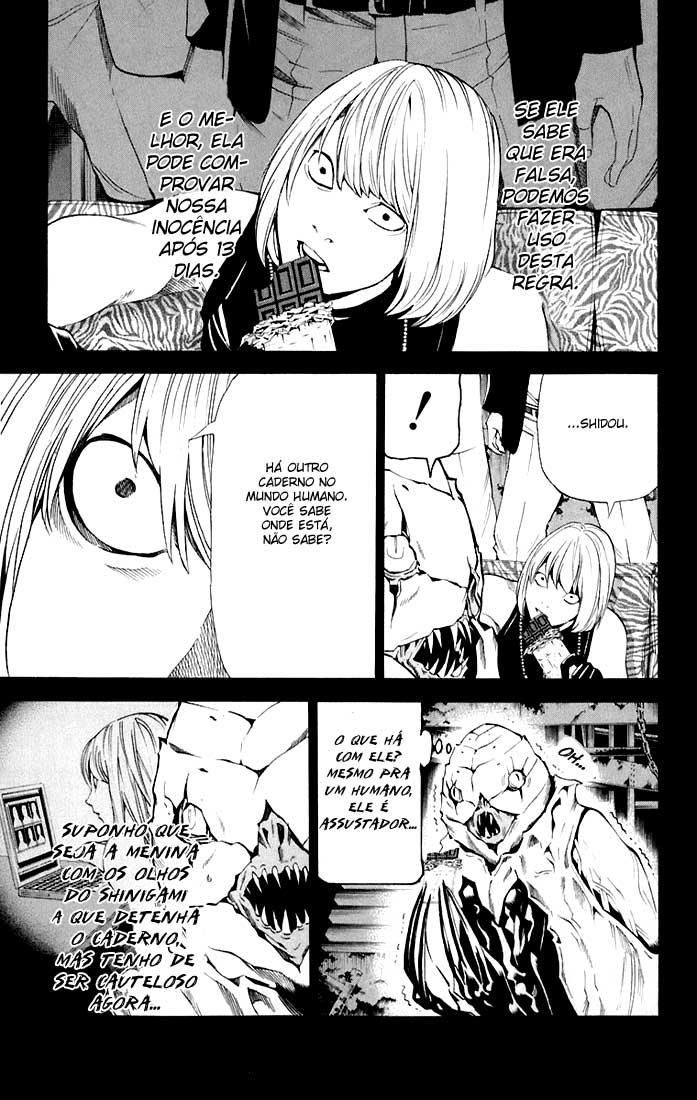 SE ELE
SABE
QUE ERA
FALSA,
PODEMOS
FAZER
USO
DESTA
REGRA.
E O ME-
LHOR, ELA
PODE COM-
PROVAR
NOSSA
INOCÊNCIA
APÓS 13
DIAS.
...SHIDOU.
!
HÁ OUTRO
CADERNO NO
MUNDO HUMANO.
VOCÊ SABE
ONDE ESTÁ,
NÃO SABE?
OH...
O QUE HÁ
COM ELE?
MESMO PRA
UM HUMANO,
ELE É
ASSUSTADOR...
SUPONHO QUE
SEJA A MENINA
COM OS OLHOS
DO SHINIGAMI
A QUE DETENHA
O CADERNO,
MAS TENHO DE
SER CAUTELOSO
AGORA...